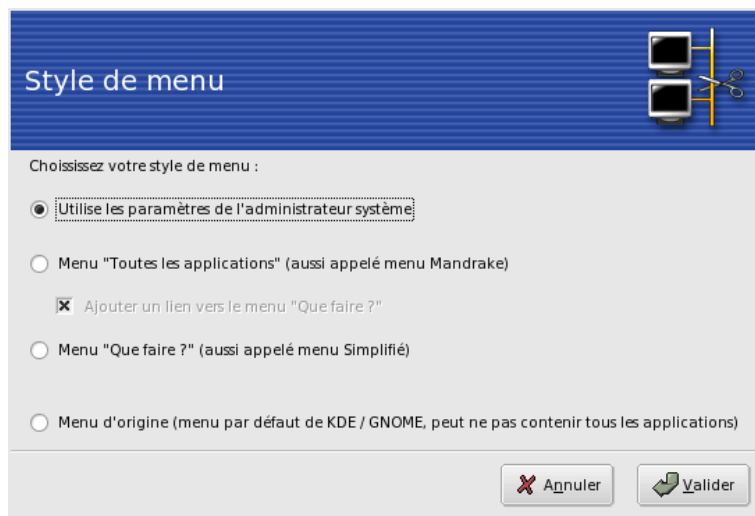 Style de menu
Choississez votre style de menu :
Utilise les paramètres de l'administrateur système
Menu "Toutes les applications" (aussi appelé menu Mandrake)
Ajouter un lien vers le menu "Que faire ?"
Menu "Que faire ?" (aussi appelé menu Simplifié)
Menu d'origine (menu par défaut de KDE / GNOME, peut ne pas contenir tous les applications)
Annuler
Valider